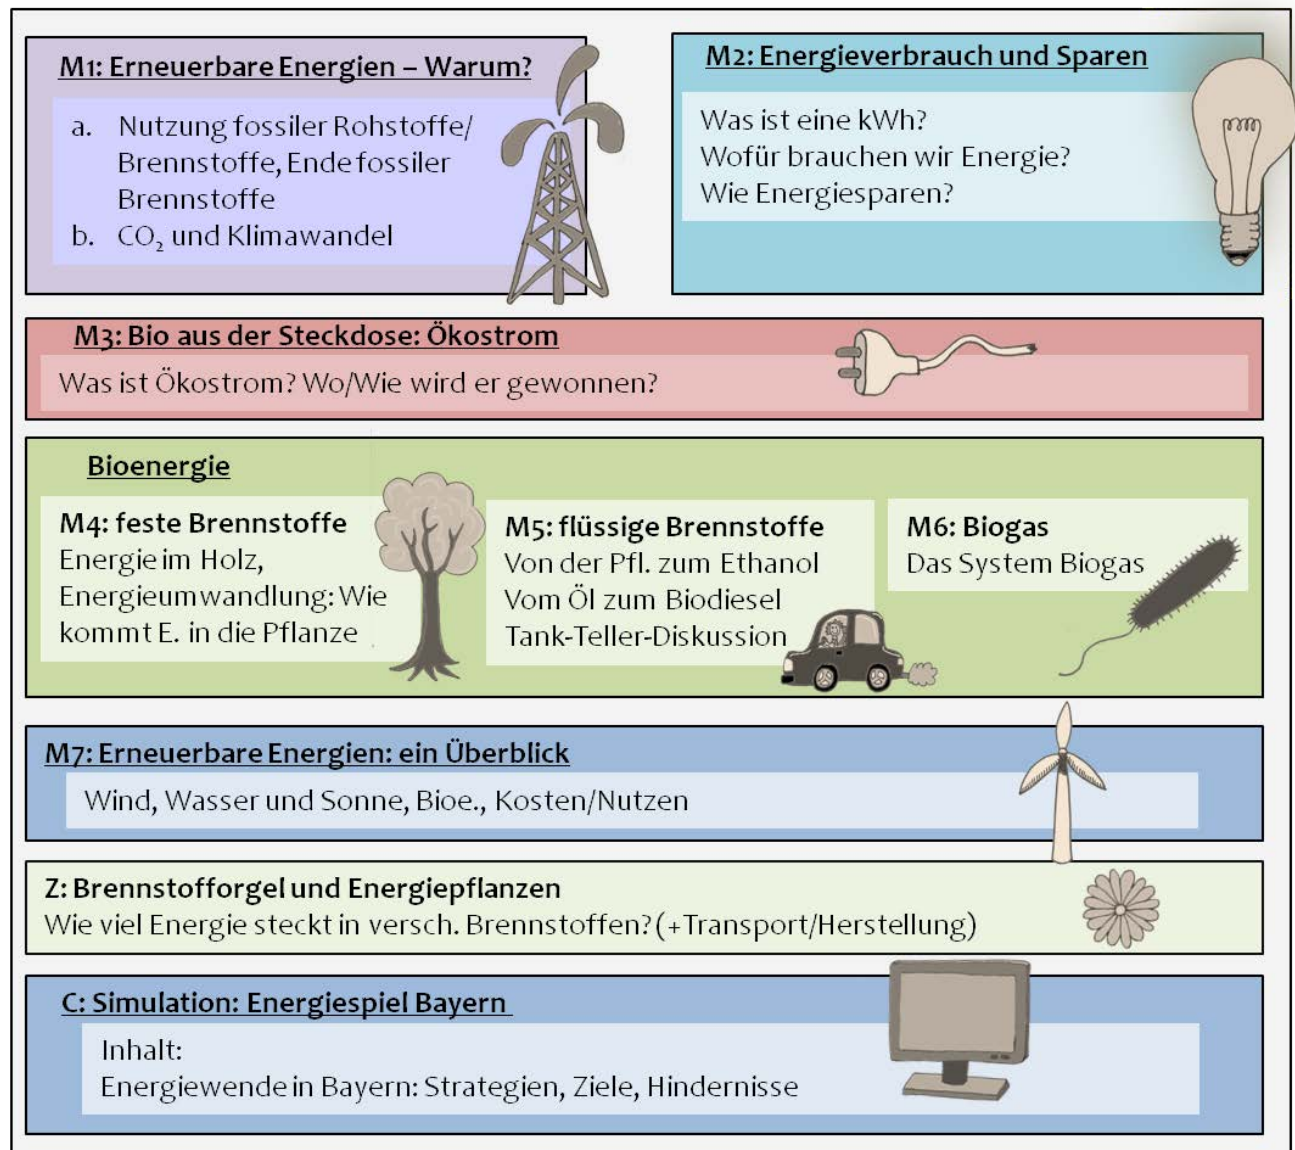 M1: Erneuerbare Energien – Warum?
a. Nutzung fossiler Rohstoffe/
Brennstoffe, Ende fossiler
Brennstoffe
b. CO₂ und Klimawandel
M2: Energieverbrauch und Sparen
Was ist eine kWh?
Wofür brauchen wir Energie?
Wie Energiesparen?
M3: Bio aus der Steckdose: Ökostrom
Was ist Ökostrom? Wo/Wie wird er gewonnen?
Bioenergie
M4: feste Brennstoffe
Energie im Holz,
Energieumwandlung: Wie
kommt E. in die Pflanze
M5: flüssige Brennstoffe
Von der Pfl. zum Ethanol
Vom Öl zum Biodiesel
Tank-Teller-Diskussion
M6: Biogas
Das System Biogas
M7: Erneuerbare Energien: ein Überblick
Wind, Wasser und Sonne, Bioe., Kosten/Nutzen
Z: Brennstofforgel und Energiepflanzen
Wie viel Energie steckt in versch. Brennstoffen? (+Transport/Herstellung)
C: Simulation: Energiespiel Bayern
Inhalt:
Energiewende in Bayern: Strategien, Ziele, Hindernisse